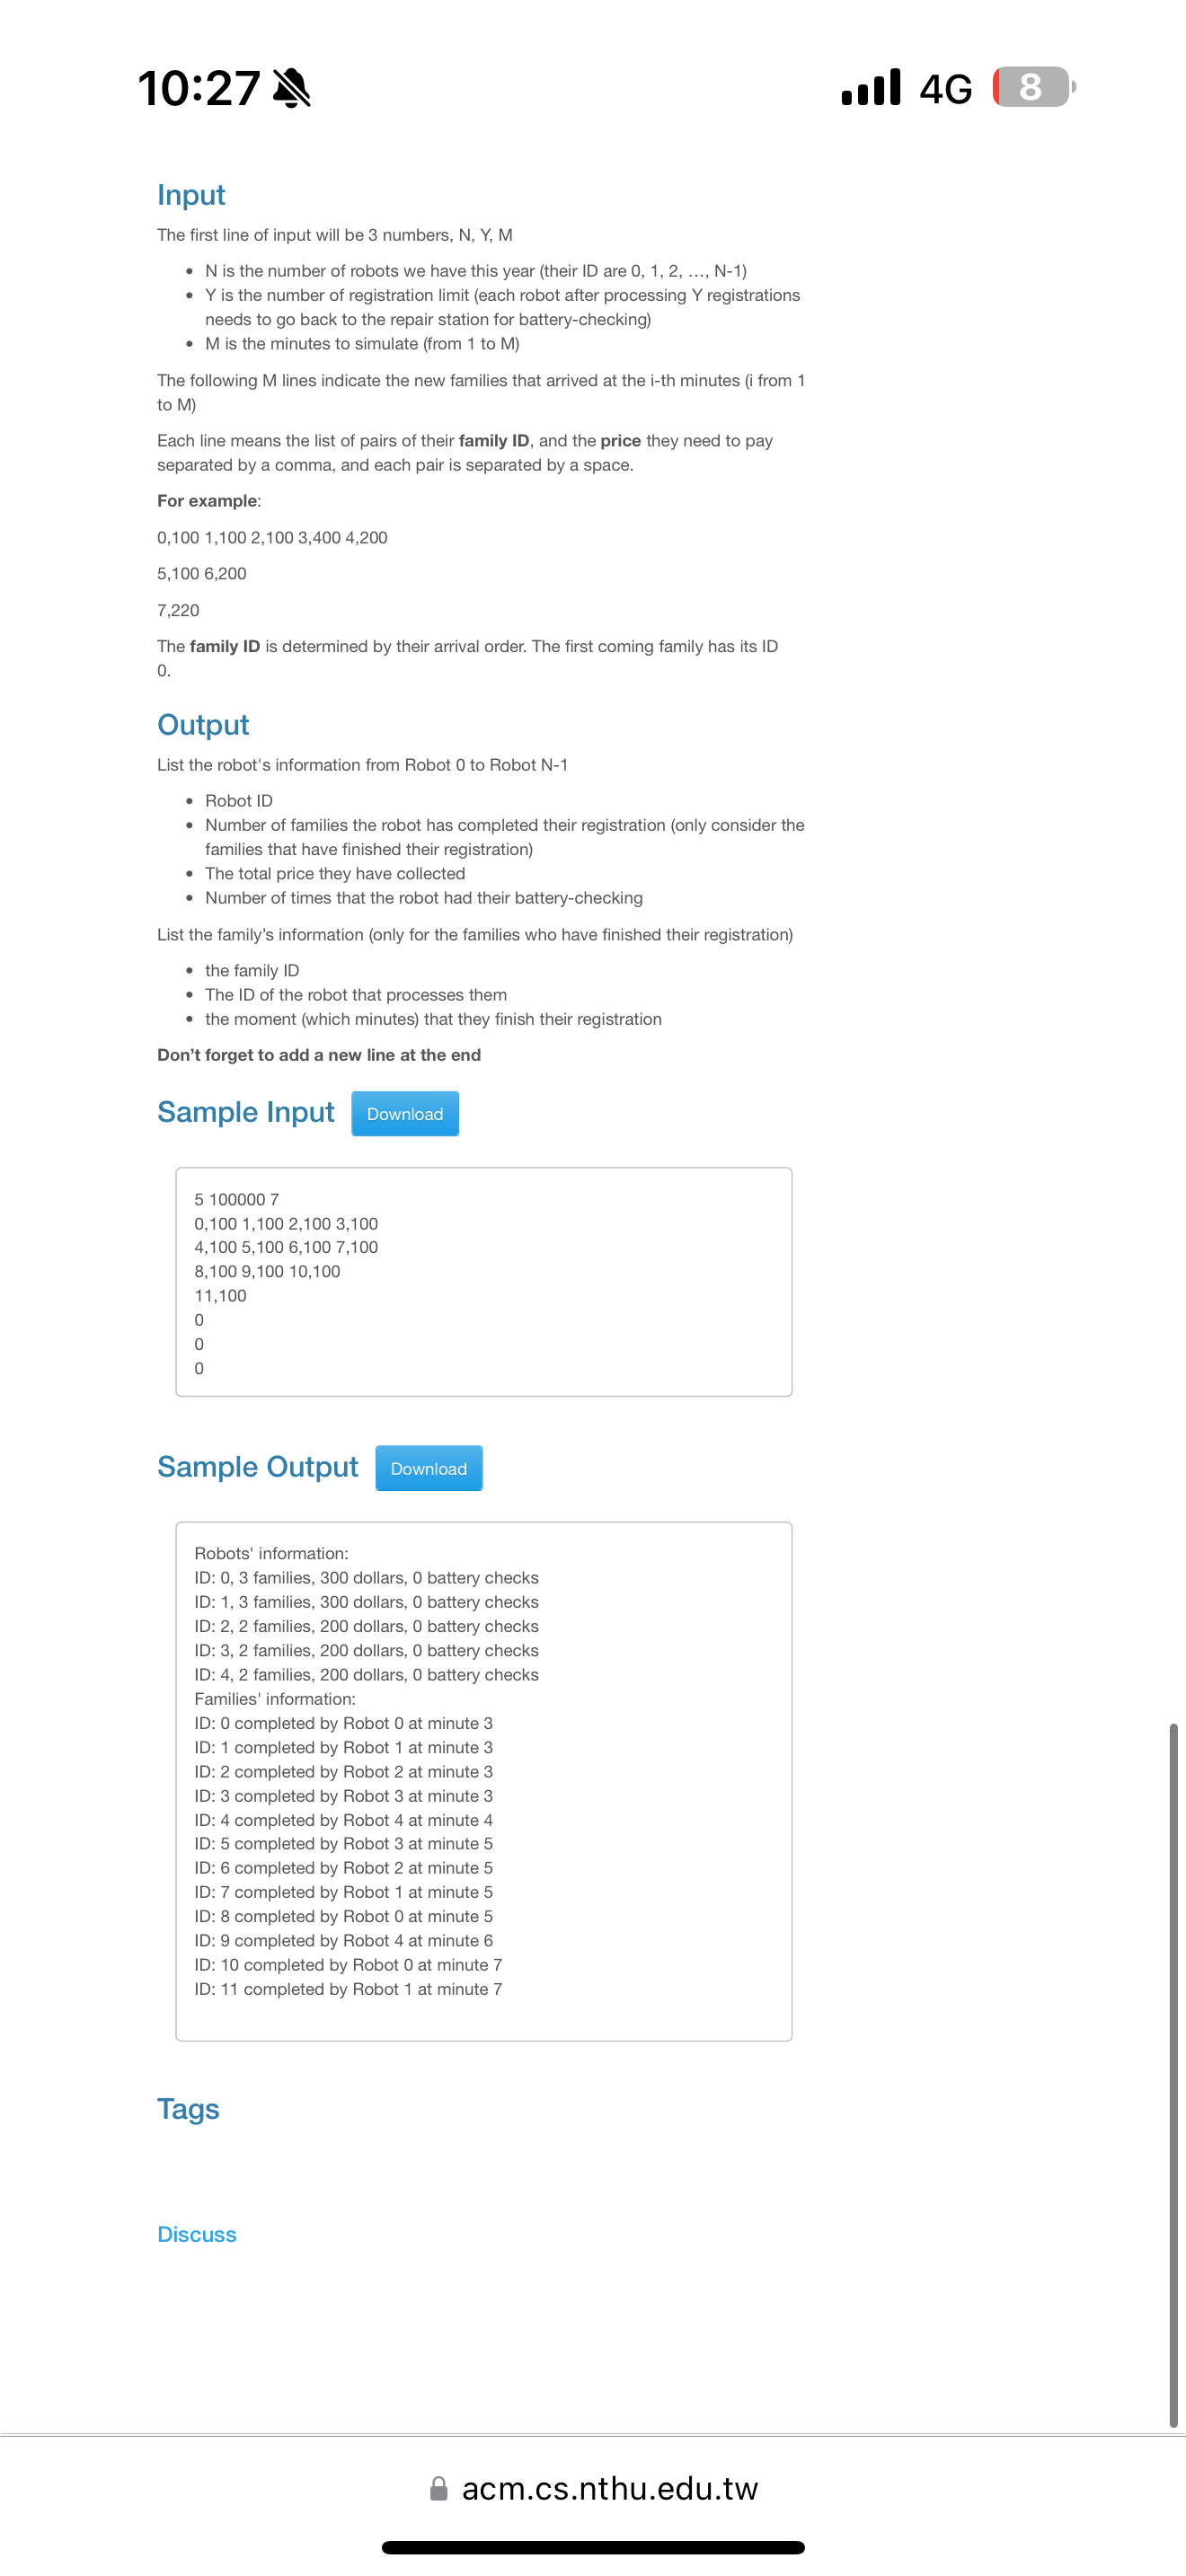 10:27
4G
8
Input
The first line of input will be 3 numbers, N, Y, M
• N is the number of robots we have this year (their ID are 0, 1, 2, …, N-1)
• Y is the number of registration limit (each robot after processing Y registrations
needs to go back to the repair station for battery-checking)
• M is the minutes to simulate (from 1 to M)
The following M lines indicate the new families that arrived at the i-th minutes (i from 1
to M)
Each line means the list of pairs of their family ID, and the price they need to pay
separated by a comma, and each pair is separated by a space.
For example:
0,100 1,100 2,100 3,400 4,200
5,100 6,200
7,220
The family ID is determined by their arrival order. The first coming family has its ID
0.
Output
List the robot's information from Robot 0 to Robot N-1
• Robot ID
• Number of families the robot has completed their registration (only consider the
families that have finished their registration)
• The total price they have collected
• Number of times that the robot had their battery-checking
List the family’s information (only for the families who have finished their registration)
• the family ID
• The ID of the robot that processes them
• the moment (which minutes) that they finish their registration
Don’t forget to add a new line at the end
Sample Input
Download
5 100000 7
0,100 1,100 2,100 3,100
4,100 5,100 6,100 7,100
8,100 9,100 10,100
11,100
0
0
0
Sample Output
Download
Robots' information:
ID: 0, 3 families, 300 dollars, 0 battery checks
ID: 1, 3 families, 300 dollars, 0 battery checks
ID: 2, 2 families, 200 dollars, 0 battery checks
ID: 3, 2 families, 200 dollars, 0 battery checks
ID: 4, 2 families, 200 dollars, 0 battery checks
Families' information:
ID: 0 completed by Robot 0 at minute 3
ID: 1 completed by Robot 1 at minute 3
ID: 2 completed by Robot 2 at minute 3
ID: 3 completed by Robot 3 at minute 3
ID: 4 completed by Robot 4 at minute 4
ID: 5 completed by Robot 3 at minute 5
ID: 6 completed by Robot 2 at minute 5
ID: 7 completed by Robot 1 at minute 5
ID: 8 completed by Robot 0 at minute 5
ID: 9 completed by Robot 4 at minute 6
ID: 10 completed by Robot 0 at minute 7
ID: 11 completed by Robot 1 at minute 7
Tags
Discuss
acm.cs.nthu.edu.tw